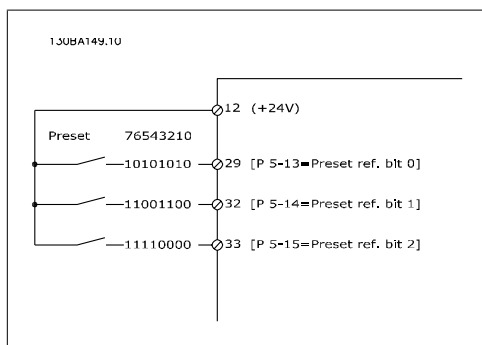 130BA149.10
12 (+24V)
Preset 76543210
10101010 29 [P 5-13=Preset ref. bit 0]
11001100 32 [P 5-14=Preset ref. bit 1]
11110000 33 [P 5-15=Preset ref. bit 2]